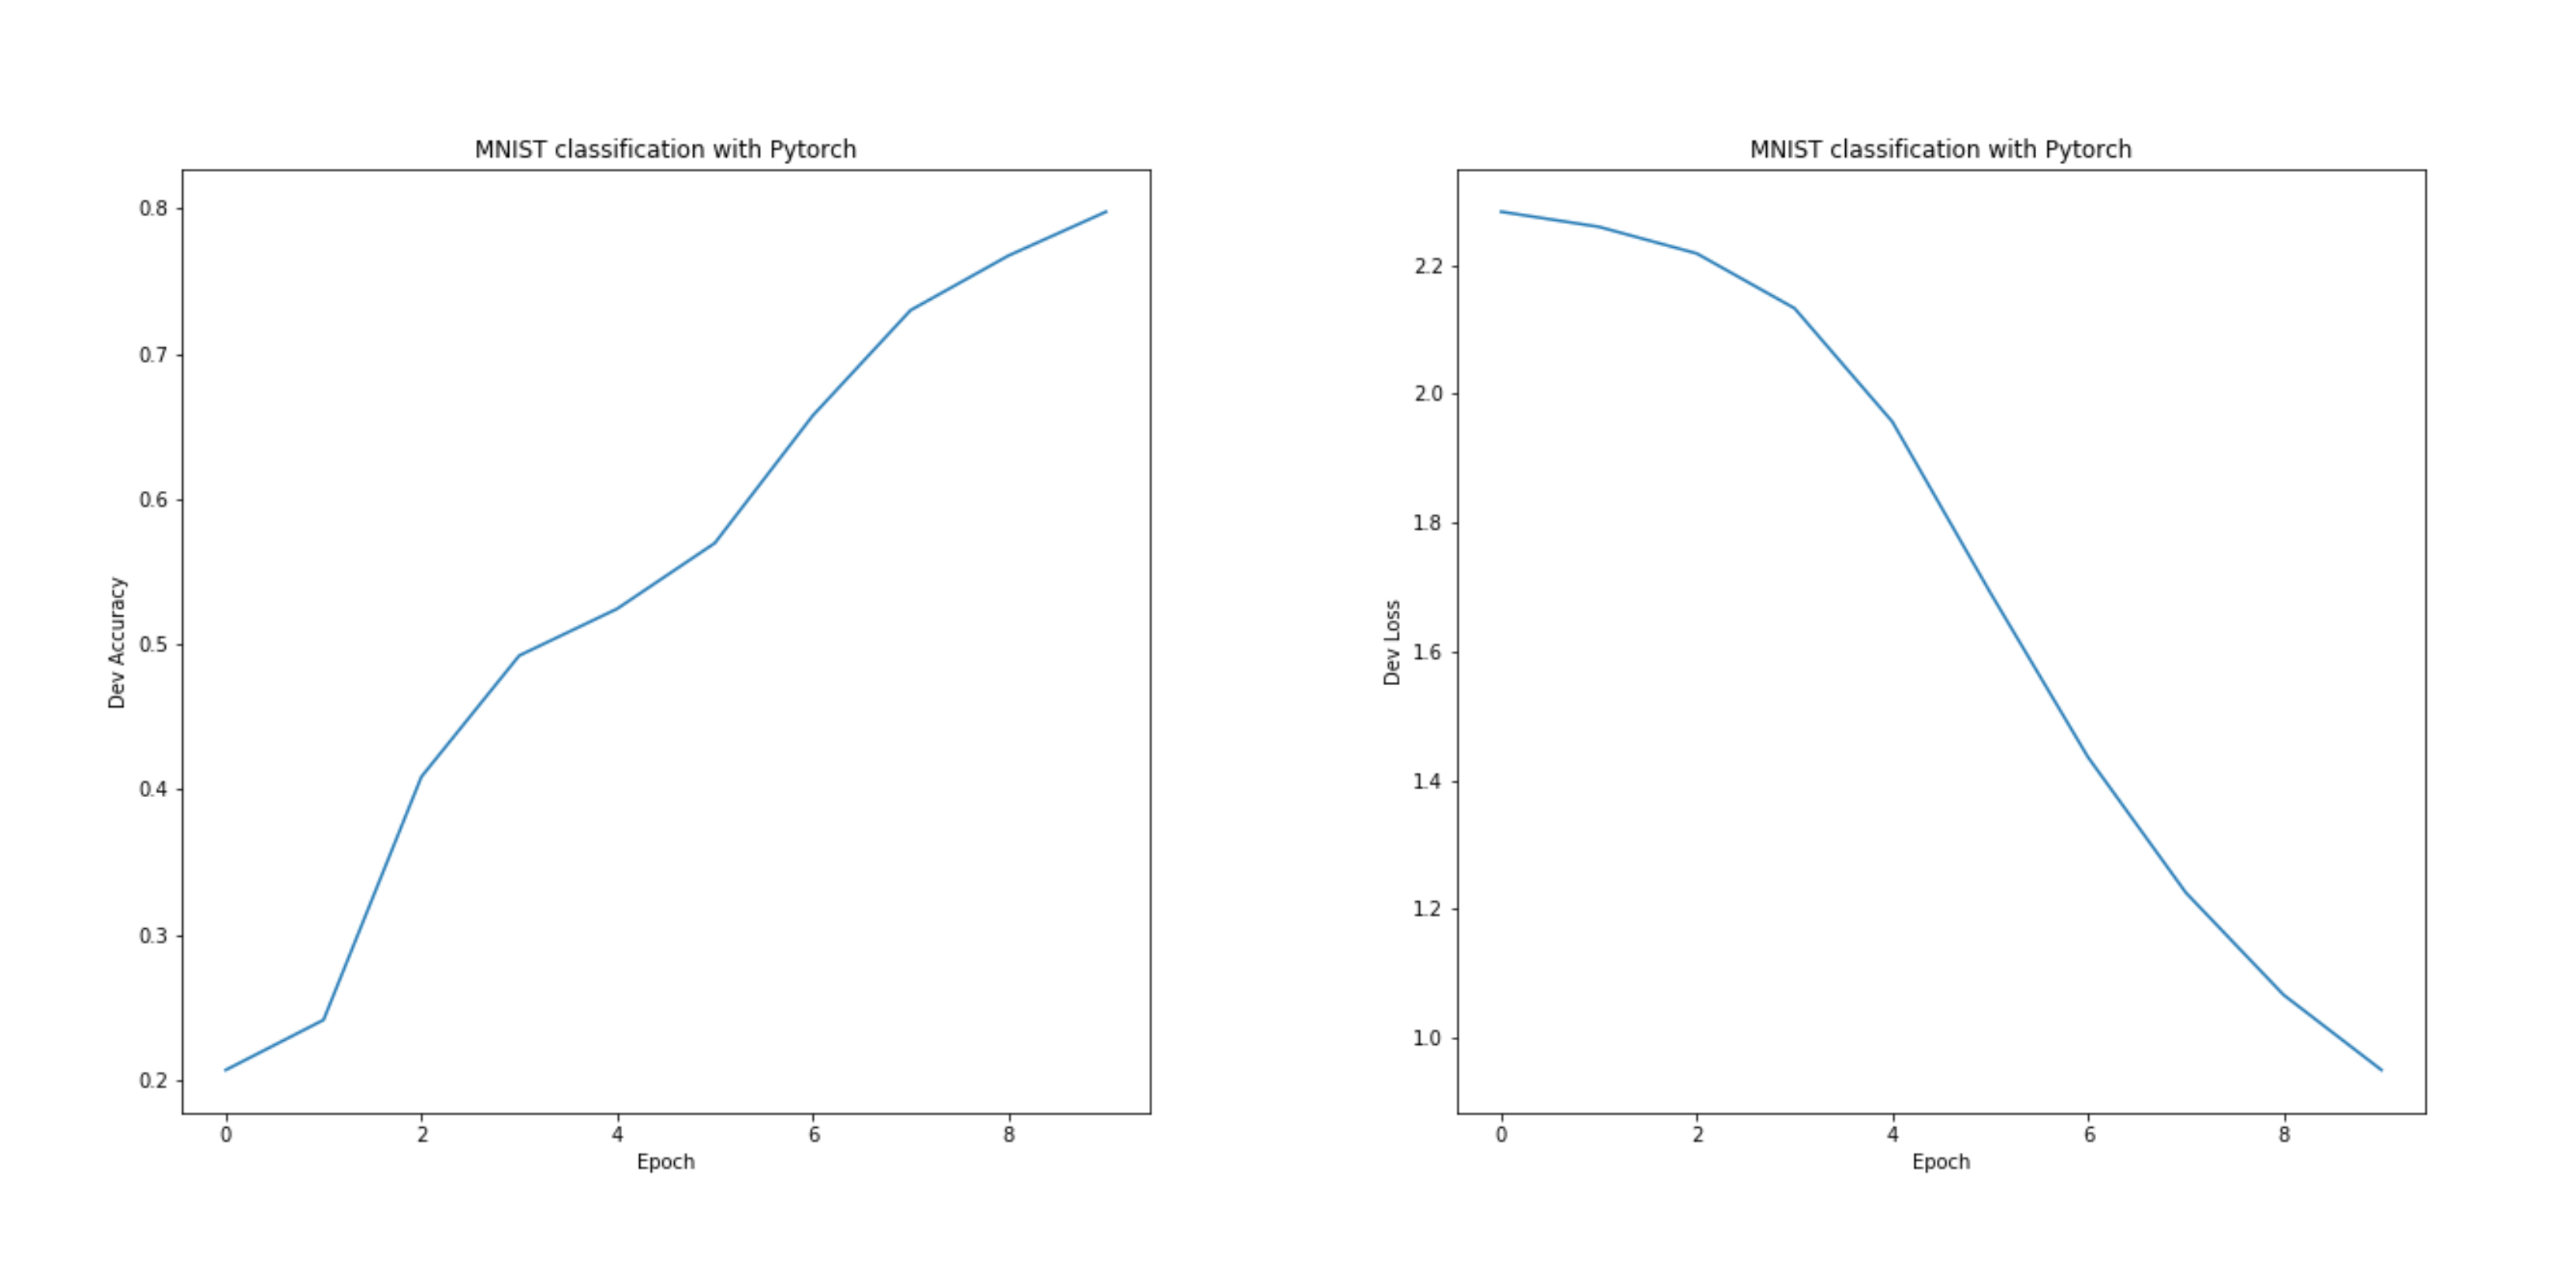 MNIST classification with Pytorch
0.8
0.7
0.6
0.5
0.4
0.3
0.2
Dev Accuracy
0 2 4 6 8
Epoch
MNIST classification with Pytorch
2.2
2.0
1.8
1.6
1.4
1.2
1.0
Dev Loss
0 2 4 6 8
Epoch